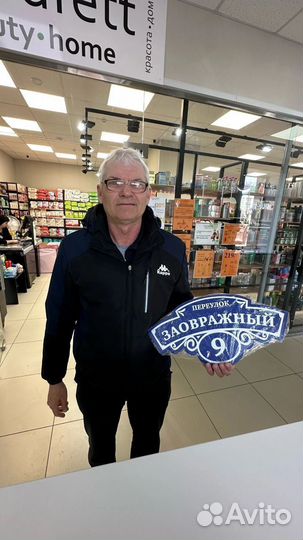 arett
uty·home
красота•дом
Kappa
ПЕРЕУЛОК
ЗАОВРАЖНЫЙ
9
Avito